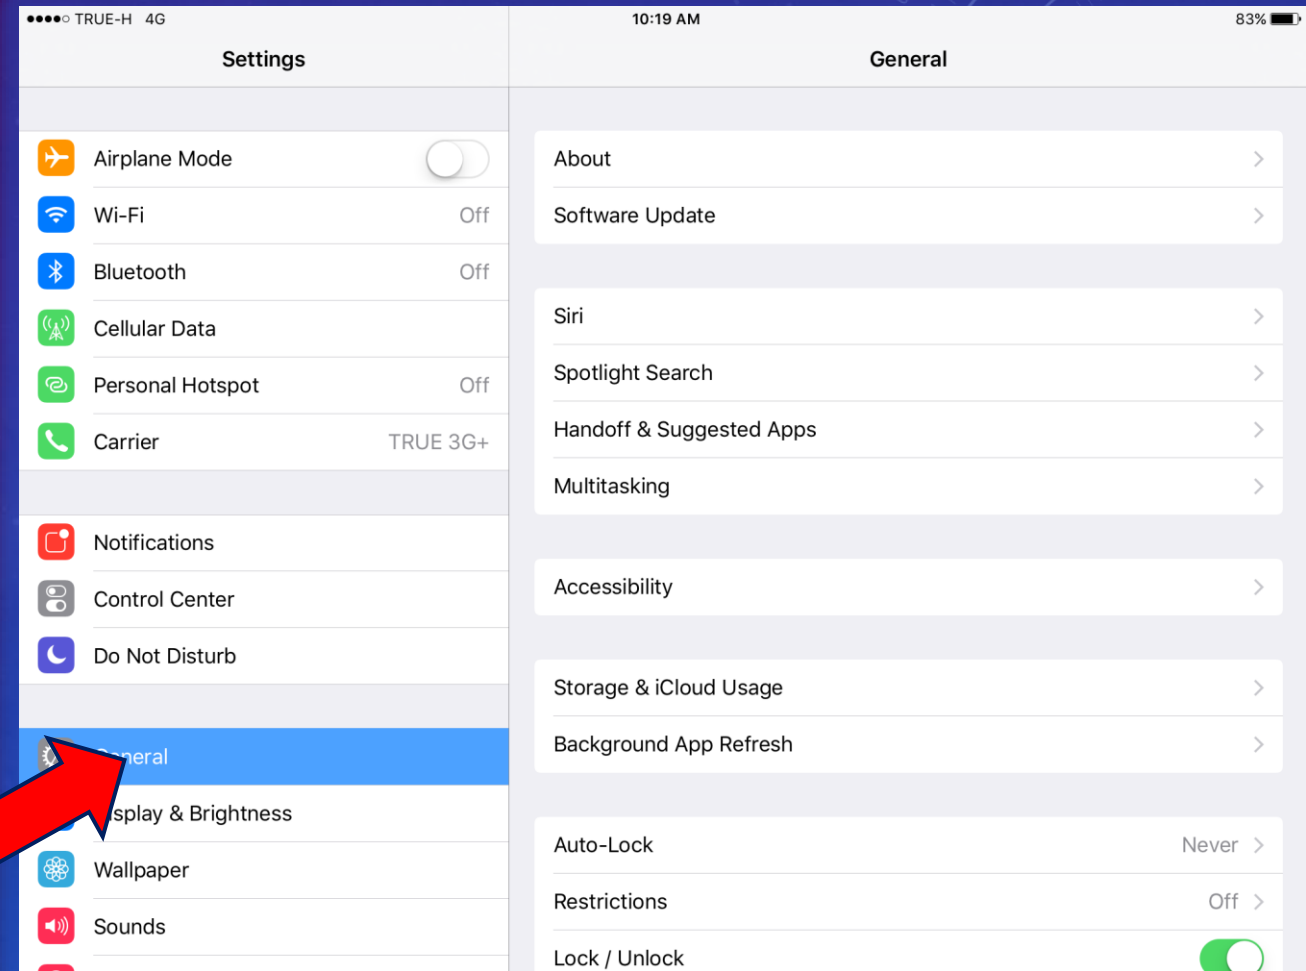 TRUE-H 4G 10:19 AM 83%
Settings
Airplane Mode
Wi-Fi Off
Bluetooth Off
Cellular Data
Personal Hotspot Off
Carrier TRUE 3G+
Notifications
Control Center
Do Not Disturb
General
Display & Brightness
Wallpaper
Sounds
General
About
Software Update
Siri
Spotlight Search
Handoff & Suggested Apps
Multitasking
Accessibility
Storage & iCloud Usage
Background App Refresh
Auto-Lock Never
Restrictions Off
Lock / Unlock